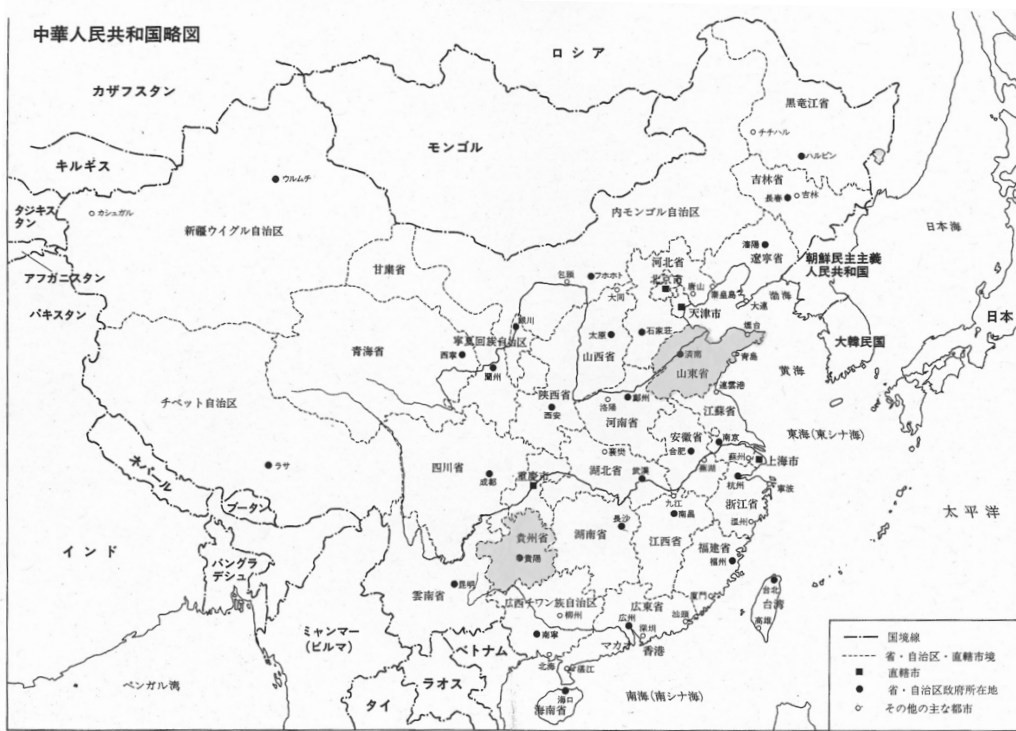 中華人民共和国略図
ロシア
カザフスタン
黒竜江省
チチハル
モンゴル
ハルピン
キルギス
ウルムチ
吉林省
長春
吉林
タジキス
タン
カシュガル
内モンゴル自治区
新疆ウイグル自治区
日本海
瀋陽
遼寧省
朝鮮民主主義
人民共和国
アフガニスタン
甘粛省
河北省
北京市
包頭
フホホト
大同
唐山
秦皇島
渤海
大連
パキスタン
天津市
日本
銀川
寧夏回族自治区
太原
石家荘
煙台
大韓民国
青海省
西寧
山西省
済南
青島
蘭州
山東省
黄海
チベット自治区
陝西省
西安
洛陽
鄭州
連雲港
河南省
江蘇省
東海(東シナ海)
安徽省
南京
襄樊
合肥
蘇州
上海市
ラサ
四川省
成都
重慶市
湖北省
武漢
蕪湖
杭州
寧波
ネパール
九江
浙江省
ブータン
南昌
温州
太平洋
長沙
貴州省
湖南省
江西省
福建省
インド
貴陽
福州
バングラ
デシュ
昆明
台北
雲南省
広西チワン族自治区
広東省
厦門
台湾
柳州
広州
汕頭
高雄
ミャンマー
(ビルマ)
南寧
深圳
ベトナム
マカオ
香港
北海
湛江
ベンガル湾
ラオス
タイ
海口
海南省
南海(南シナ海)
国境線
省・自治区・直轄市境
直轄市
省・自治区政府所在地
その他の主な都市